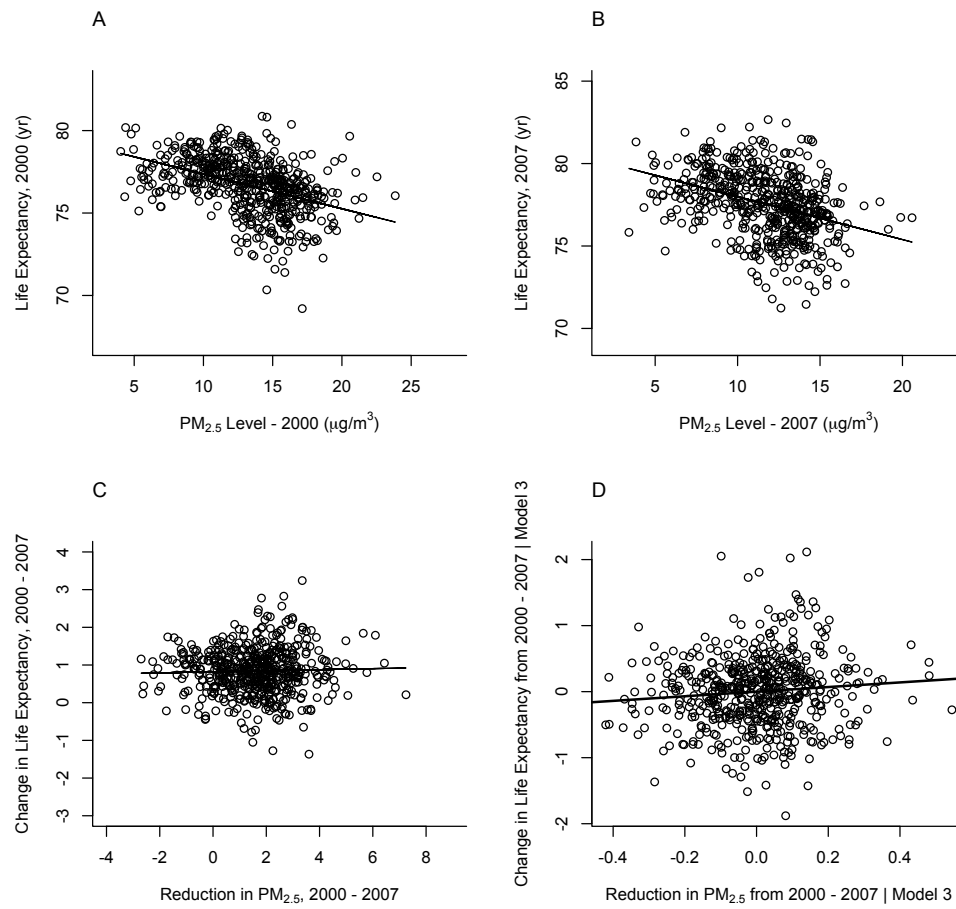 A
Life Expectancy, 2000 (yr)
80
75
70
5 10 15 20 25
PM2.5 Level - 2000 (μg/m3)
B
Life Expectancy, 2007 (yr)
85
80
75
70
5 10 15 20
PM2.5 Level - 2007 (μg/m3)
C
Change in Life Expectancy, 2000 - 2007
4
3
2
1
0
-1
-2
-3
-4 -2 0 2 4 6 8
Reduction in PM2.5, 2000 - 2007
D
Change in Life Expectancy from 2000 - 2007 | Model 3
2
1
0
-1
-2
-0.4 -0.2 0.0 0.2 0.4
Reduction in PM2.5 from 2000 - 2007 | Model 3